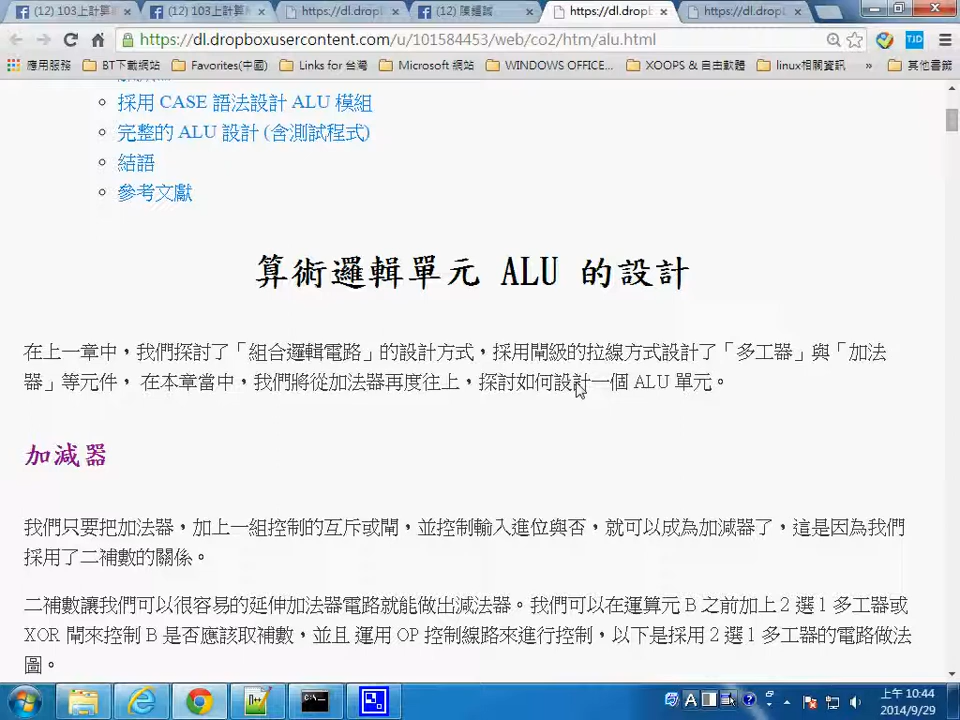 (12) 103上計算
(12) 103上計算
https://dl.drop
(12) 陳鍾誠
https://dl.dropb
https://dl.drop
https://dl.dropboxusercontent.com/u/101584453/web/co2/htm/alu.html
應用服務
BT下載網站
Favorites(中國)
Links for 台灣
Microsoft 網站
WINDOWS OFFICE...
XOOPS & 自由軟體
linux相關資訊
»
其他書籤
採用 CASE 語法設計 ALU 模組
完整的 ALU 設計 (含測試程式)
結語
參考文獻
算術邏輯單元 ALU 的設計
在上一章中，我們探討了「組合邏輯電路」的設計方式，採用閘級的拉線方式設計了「多工器」與「加法
器」等元件， 在本章當中，我們將從加法器再度往上，探討如何設計一個 ALU 單元。
加減器
我們只要把加法器，加上一組控制的互斥或閘，並控制輸入進位與否，就可以成為加減器了，這是因為我們
採用了二補數的關係。
二補數讓我們可以很容易的延伸加法器電路就能做出減法器。我們可以在運算元 B 之前加上 2 選 1 多工器或
XOR 閘來控制 B 是否應該取補數，並且 運用 OP 控制線路來進行控制，以下是採用 2 選 1 多工器的電路做法
圖。
上午 10:44
2014/9/29